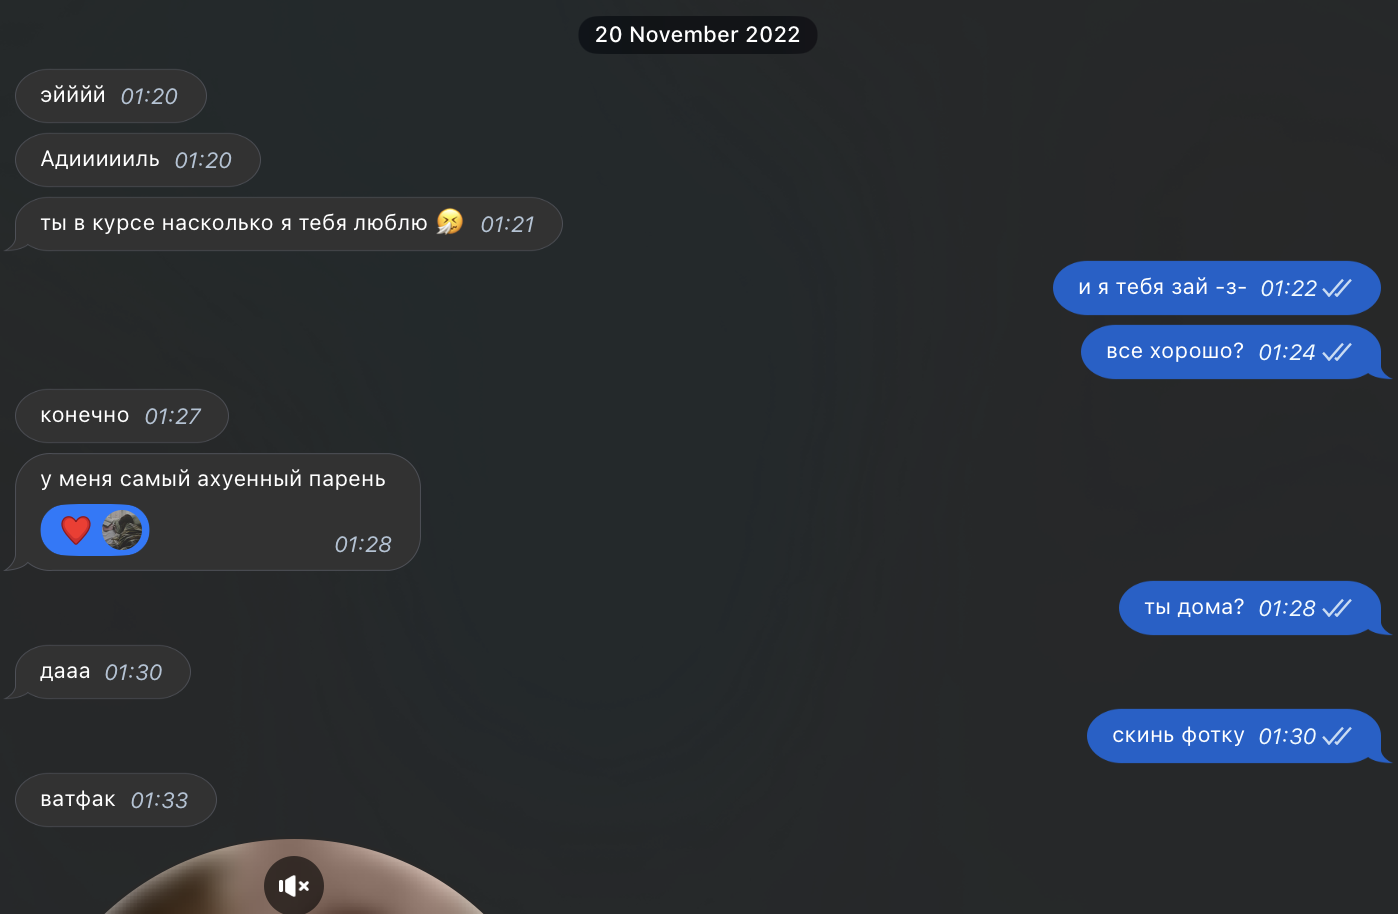 20 November 2022
эйййй 01:20
Адиииииль 01:20
ты в курсе насколько я тебя люблю 🤧 01:21
и я тебя зай -з- 01:22
все хорошо? 01:24
конечно 01:27
у меня самый ахуенный парень
❤️ 01:28
ты дома? 01:28
дааа 01:30
скинь фотку 01:30
ватфак 01:33